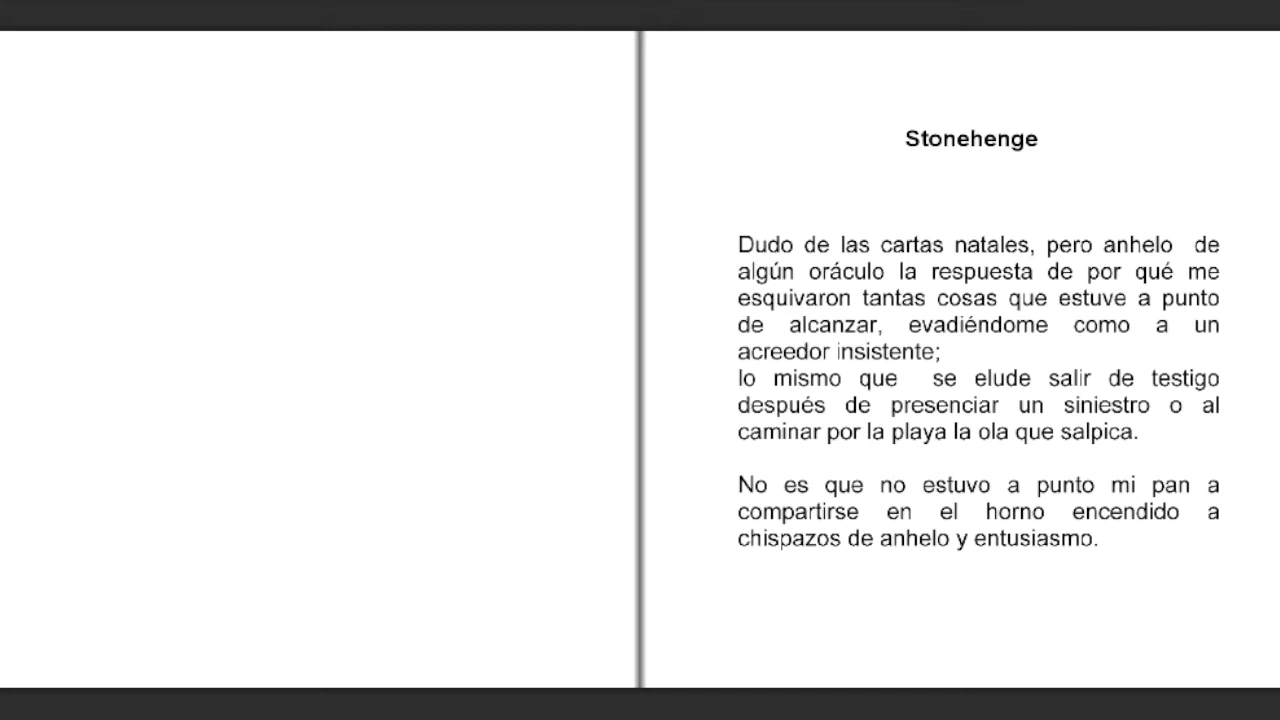 Stonehenge
Dudo de las cartas natales, pero anhelo de
algún oráculo la respuesta de por qué me
esquivaron tantas cosas que estuve a punto
de alcanzar, evadiéndome como a un
acreedor insistente;
lo mismo que se elude salir de testigo
después de presenciar un siniestro o al
caminar por la playa la ola que salpica.
No es que no estuvo a punto mi pan a
compartirse en el horno encendido a
chispazos de anhelo y entusiasmo.